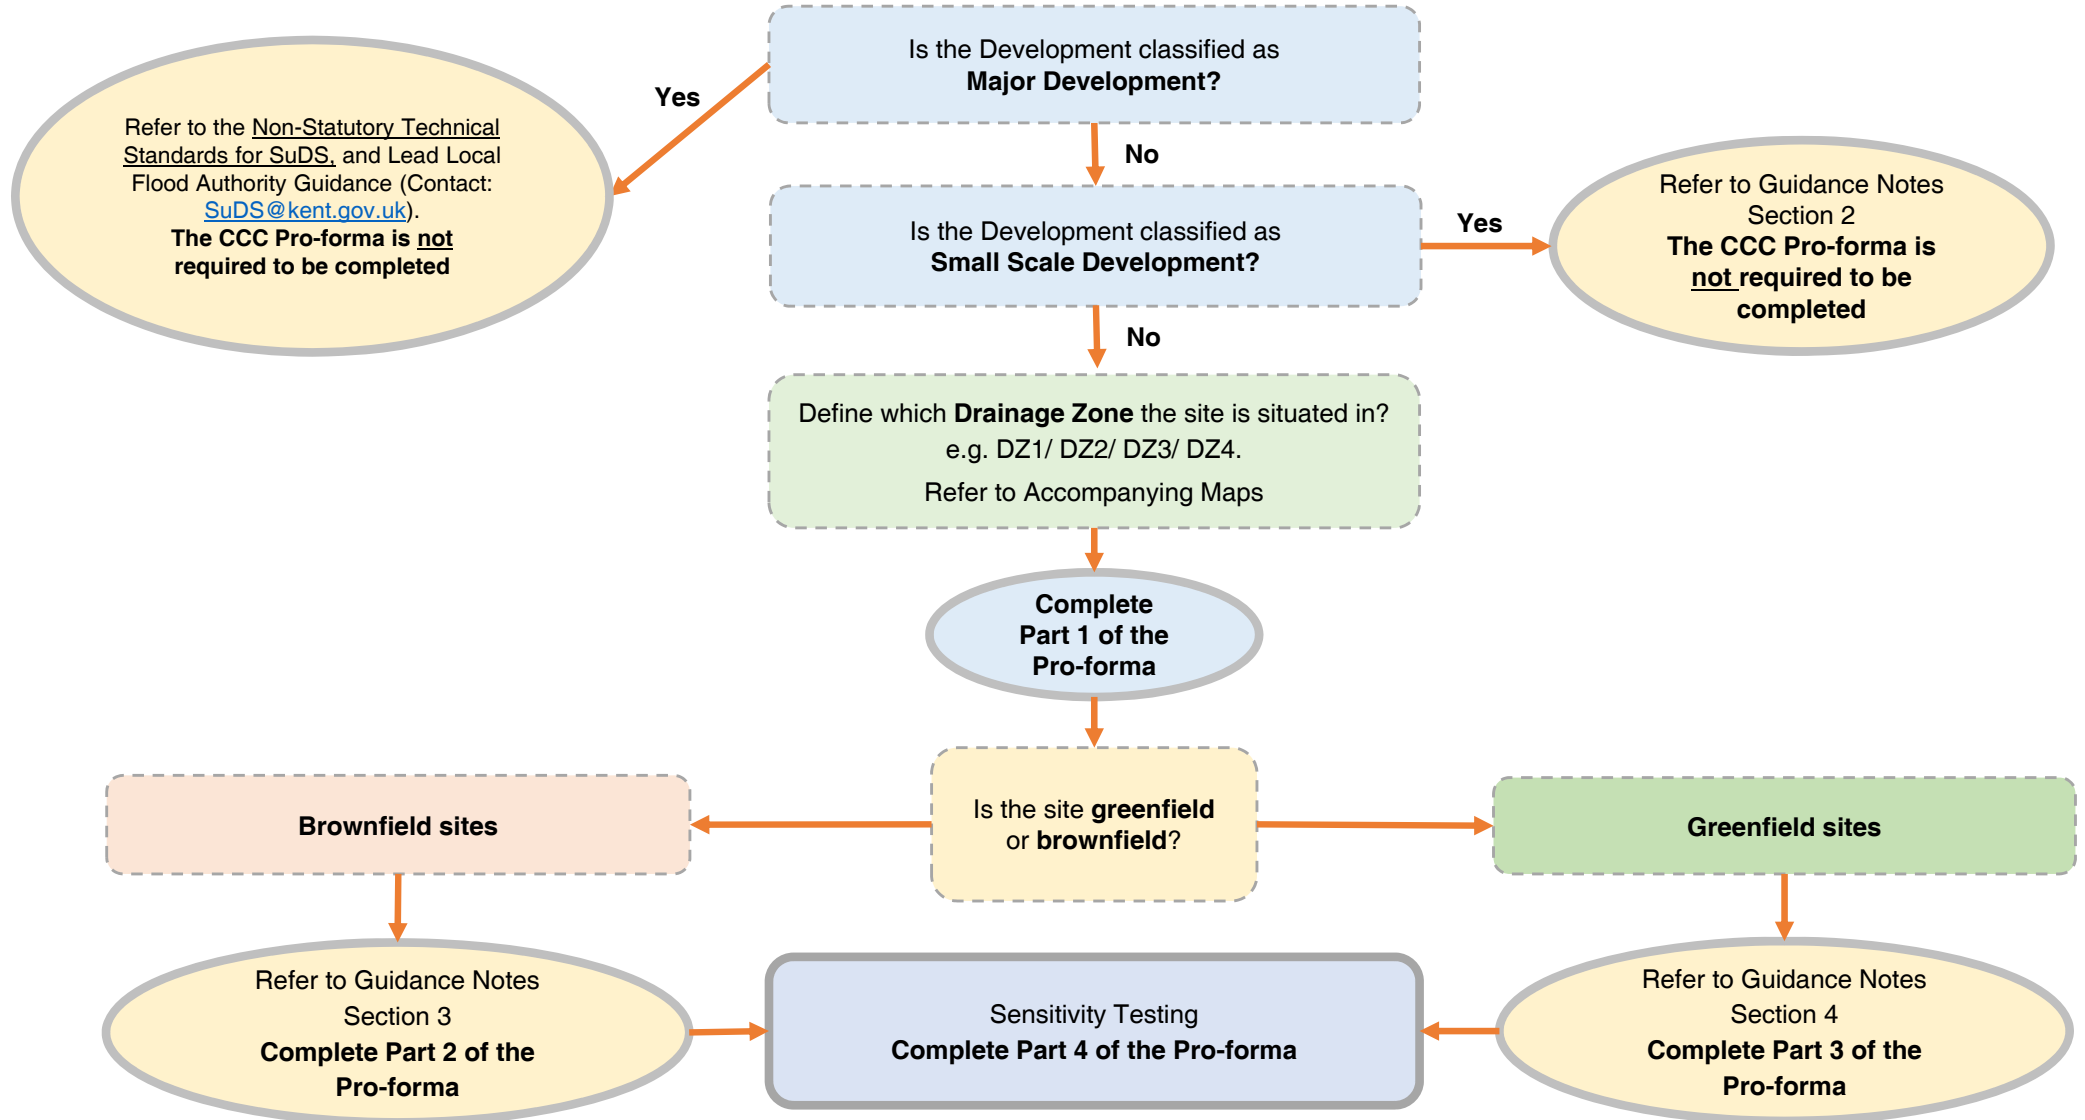 Is the Development classified as
Major Development?
Yes
Refer to the Non-Statutory Technical
Standards for SuDS, and Lead Local
Flood Authority Guidance (Contact:
SuDS@kent.gov.uk).
The CCC Pro-forma is not
required to be completed
No
Is the Development classified as
Small Scale Development?
Yes
Refer to Guidance Notes
Section 2
The CCC Pro-forma is
not required to be
completed
No
Define which Drainage Zone the site is situated in?
e.g. DZ1/ DZ2/ DZ3/ DZ4.
Refer to Accompanying Maps
Complete
Part 1 of the
Pro-forma
Is the site greenfield
or brownfield?
Brownfield sites
Greenfield sites
Refer to Guidance Notes
Section 3
Complete Part 2 of the
Pro-forma
Sensitivity Testing
Complete Part 4 of the Pro-forma
Refer to Guidance Notes
Section 4
Complete Part 3 of the
Pro-forma